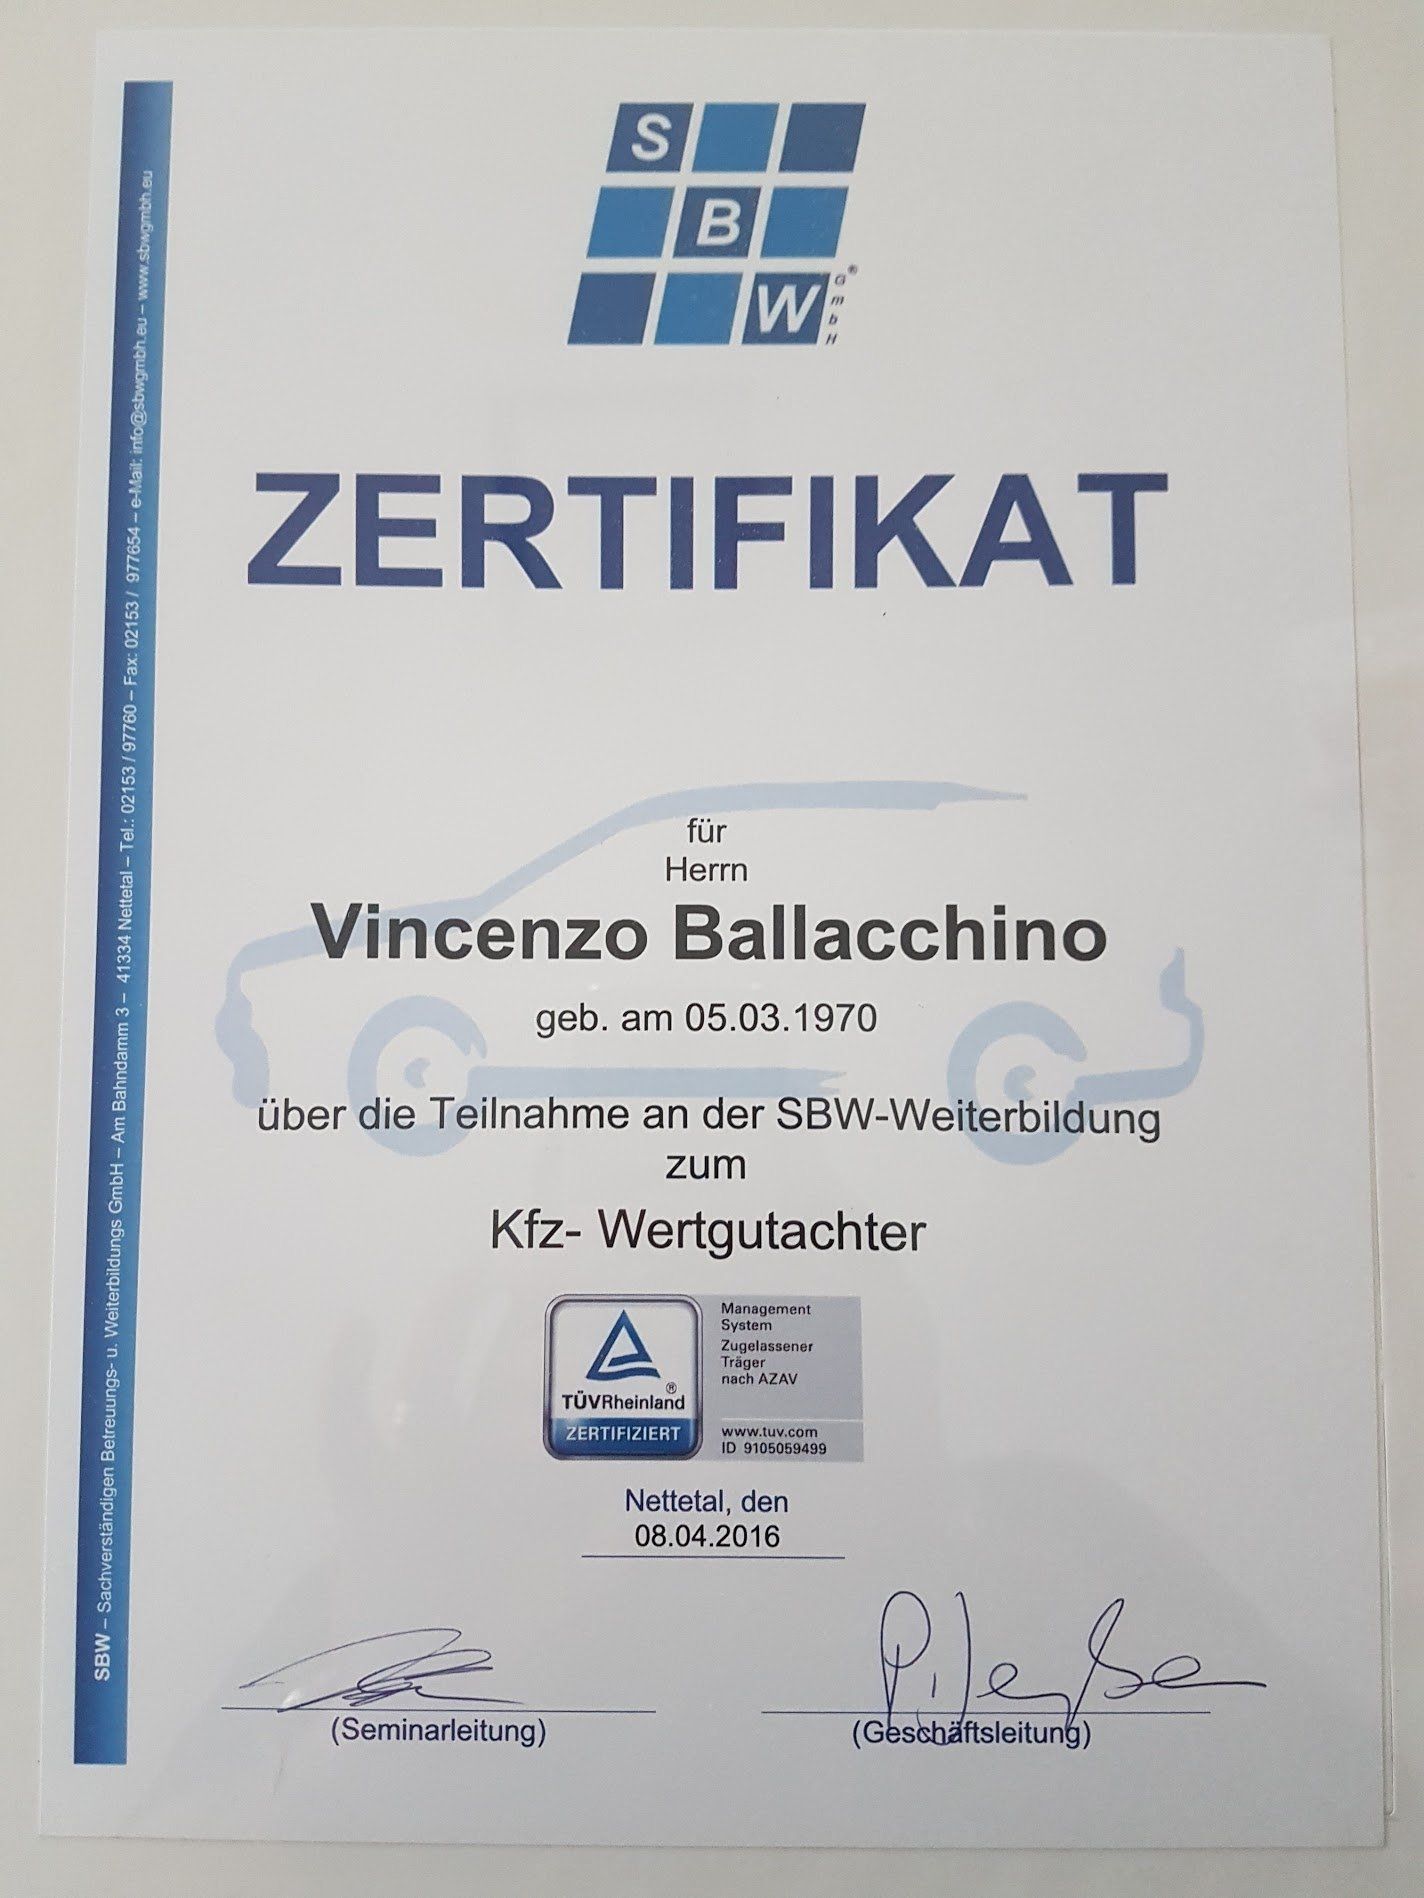 S
B
W
GmbH®
ZERTIFIKAT
für
Herrn
Vincenzo Ballacchino
geb. am 05.03.1970
über die Teilnahme an der SBW-Weiterbildung
zum
Kfz- Wertgutachter
TÜVRheinland®
ZERTIFIZIERT
Management
System
Zugelassener
Träger
nach AZAV
www.tuv.com
ID 9105059499
Nettetal, den
08.04.2016
(Seminarleitung)
(Geschäftsleitung)
SBW – Sachverständigen Betreuungs- u. Weiterbildungs GmbH – Am Bahndamm 3 – 41334 Nettetal – Tel.: 02153 / 97760 – Fax: 02153 / 977654 – e-Mail: info@sbwgmbh.eu – www.sbwgmbh.eu